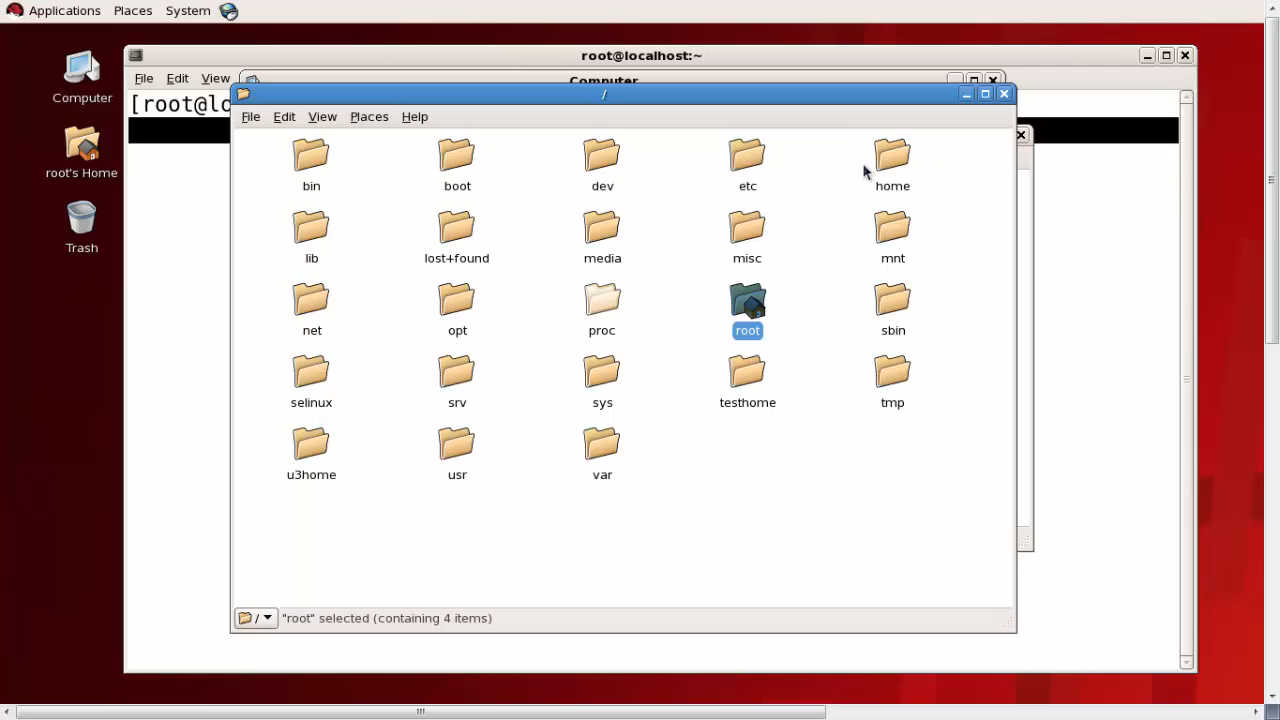 Applications Places System
root@localhost:~
File Edit View
Computer
[root@lo
/
File Edit View Places Help
Computer
root's Home
Trash
bin boot dev etc home
lib lost+found media misc mnt
net opt proc root sbin
selinux srv sys testhome tmp
u3home usr var
/ "root" selected (containing 4 items)